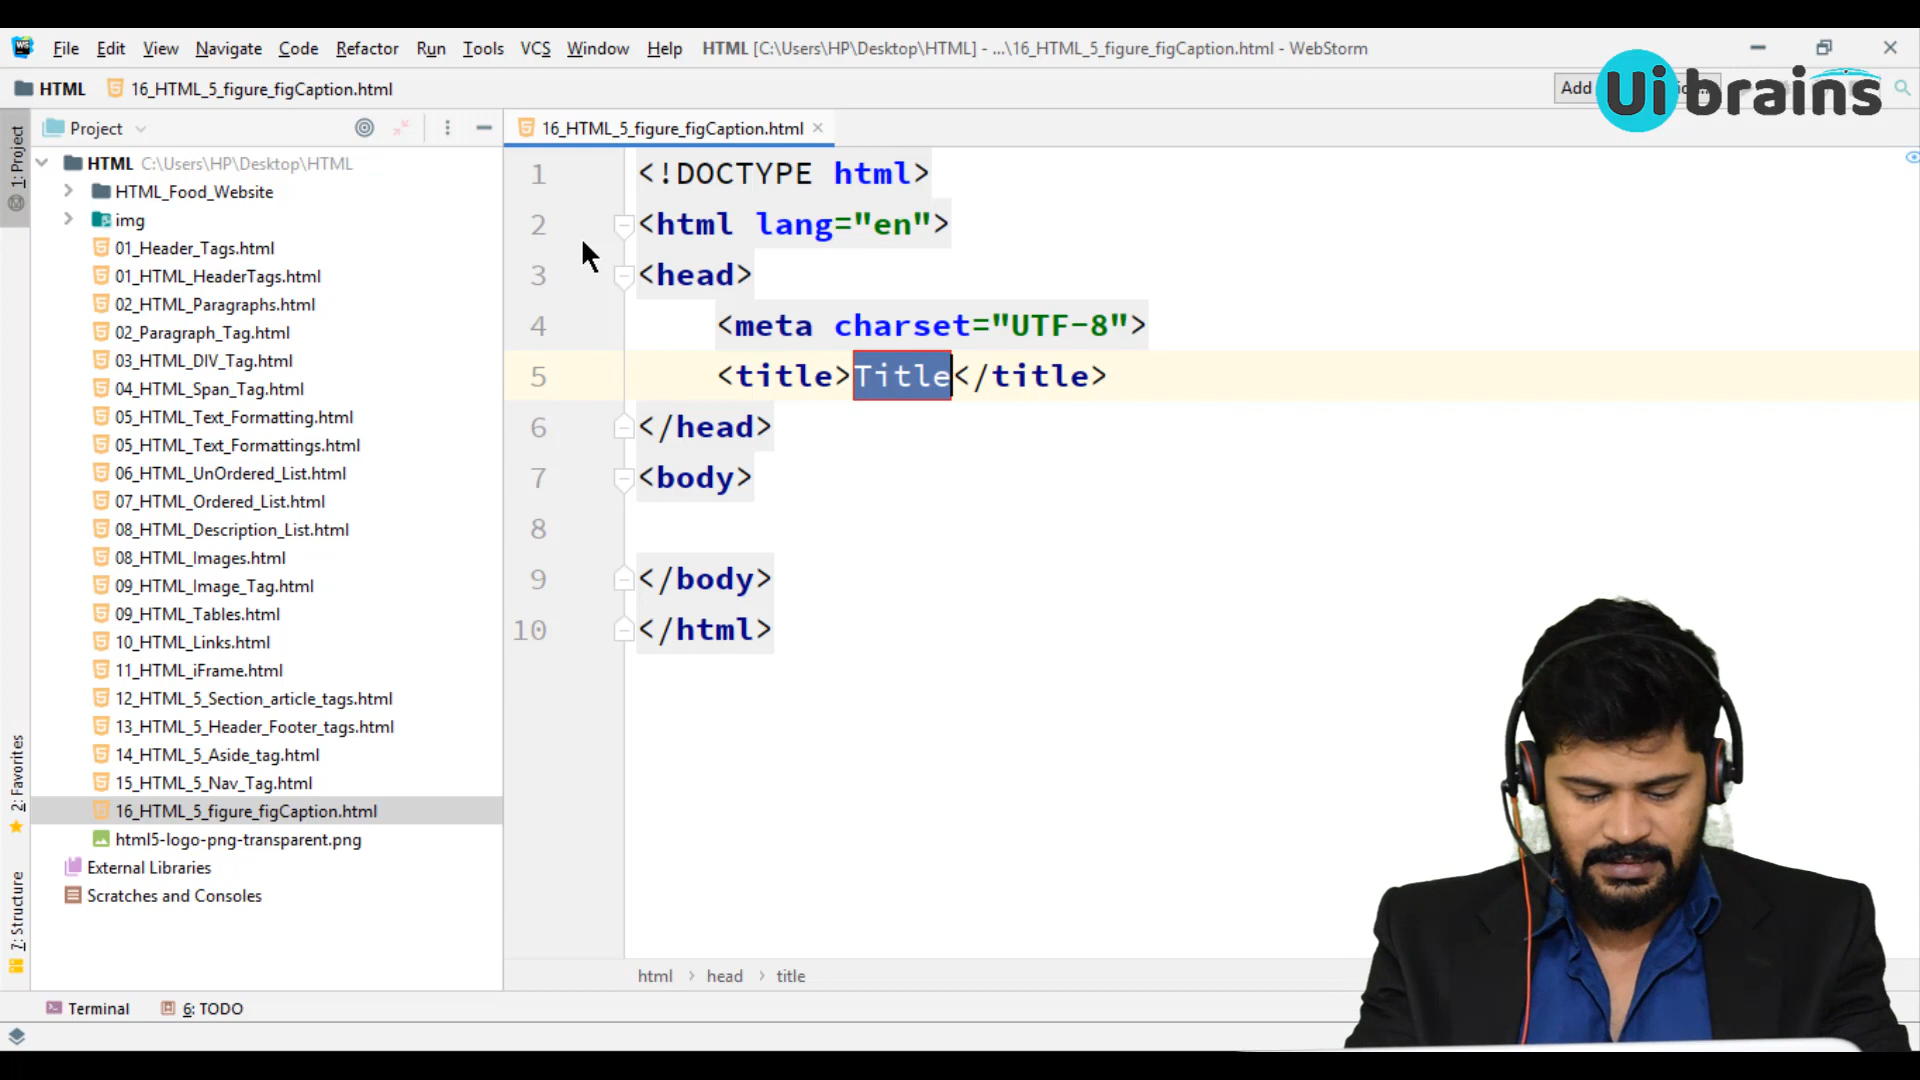 File Edit View Navigate Code Refactor Run Tools VCS Window Help HTML [C:\Users\HP\Desktop\HTML] - ...\16_HTML_5_figure_figCaption.html - WebStorm
HTML 16_HTML_5_figure_figCaption.html
Add
Ui brains
1: Project
Project
16_HTML_5_figure_figCaption.html
HTML C:\Users\HP\Desktop\HTML
HTML_Food_Website
img
01_Header_Tags.html
01_HTML_HeaderTags.html
02_HTML_Paragraphs.html
02_Paragraph_Tag.html
03_HTML_DIV_Tag.html
04_HTML_Span_Tag.html
05_HTML_Text_Formatting.html
05_HTML_Text_Formattings.html
06_HTML_UnOrdered_List.html
07_HTML_Ordered_List.html
08_HTML_Description_List.html
08_HTML_Images.html
09_HTML_Image_Tag.html
09_HTML_Tables.html
10_HTML_Links.html
11_HTML_iFrame.html
12_HTML_5_Section_article_tags.html
13_HTML_5_Header_Footer_tags.html
14_HTML_5_Aside_tag.html
15_HTML_5_Nav_Tag.html
16_HTML_5_figure_figCaption.html
html5-logo-png-transparent.png
External Libraries
Scratches and Consoles
2: Favorites
7: Structure
1 <!DOCTYPE html>
2 <html lang="en">
3 <head>
4 <meta charset="UTF-8">
5 <title>Title</title>
6 </head>
7 <body>
8
9 </body>
10 </html>
html > head > title
Terminal 6: TODO